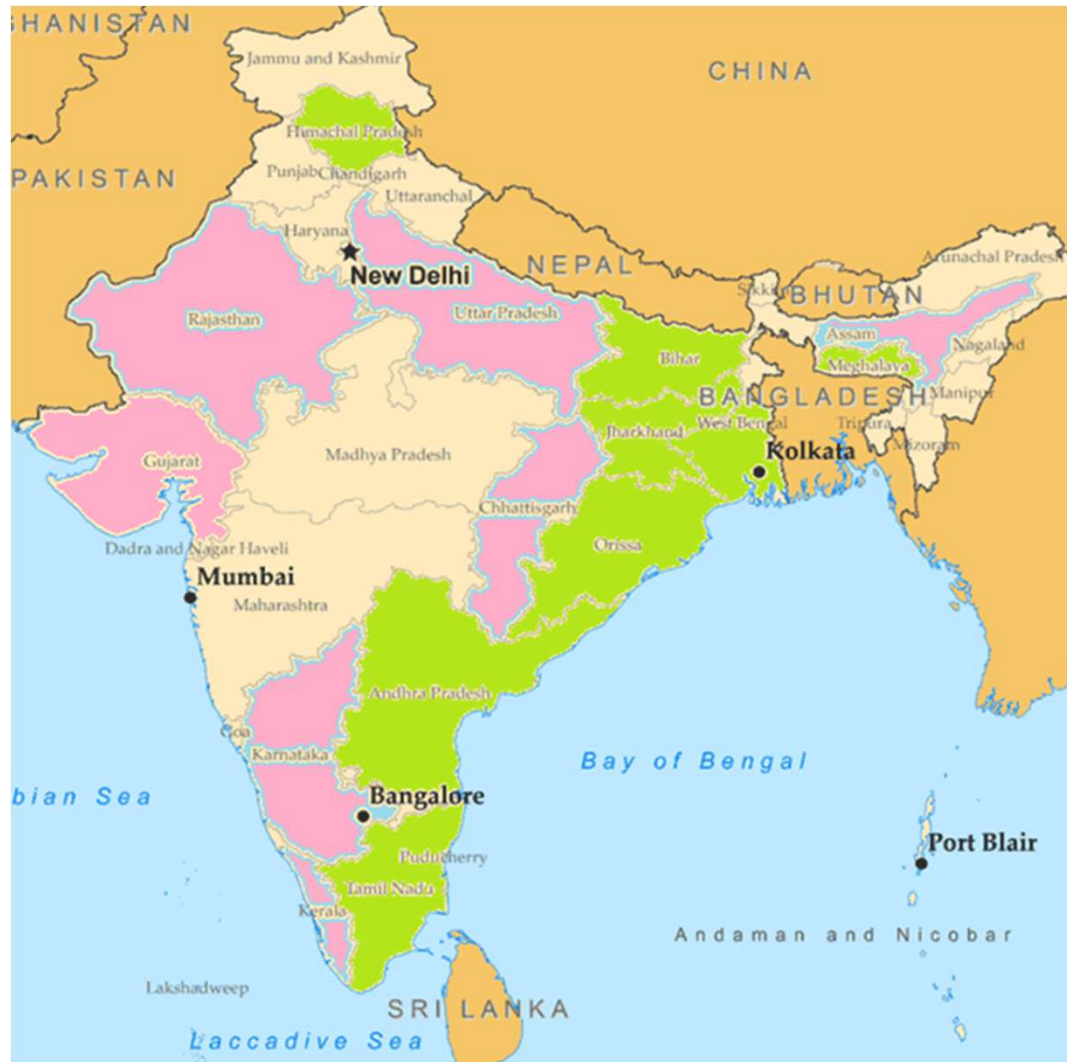 GHANISTAN
Jammu and Kashmir
CHINA
Himachal Pradesh
PAKISTAN
Punjab
Chandigarh
Uttaranchal
Haryana
New Delhi
NEPAL
Arunachal Pradesh
BHUTAN
Rajasthan
Uttar Pradesh
Assam
Nagaland
Bihar
Meghalaya
BANGLADESH
Manipur
Jharkhand
West Bengal
Tripura
Mizoram
Kolkata
Gujarat
Madhya Pradesh
Chhattisgarh
Dadra and Nagar Haveli
Orissa
Mumbai
Maharashtra
Andhra Pradesh
Goa
Karnataka
Bay of Bengal
bian Sea
Bangalore
Port Blair
Puducherry
Tamil Nadu
Kerala
Andaman and Nicobar
Lakshadweep
SRI LANKA
Laccadive Sea